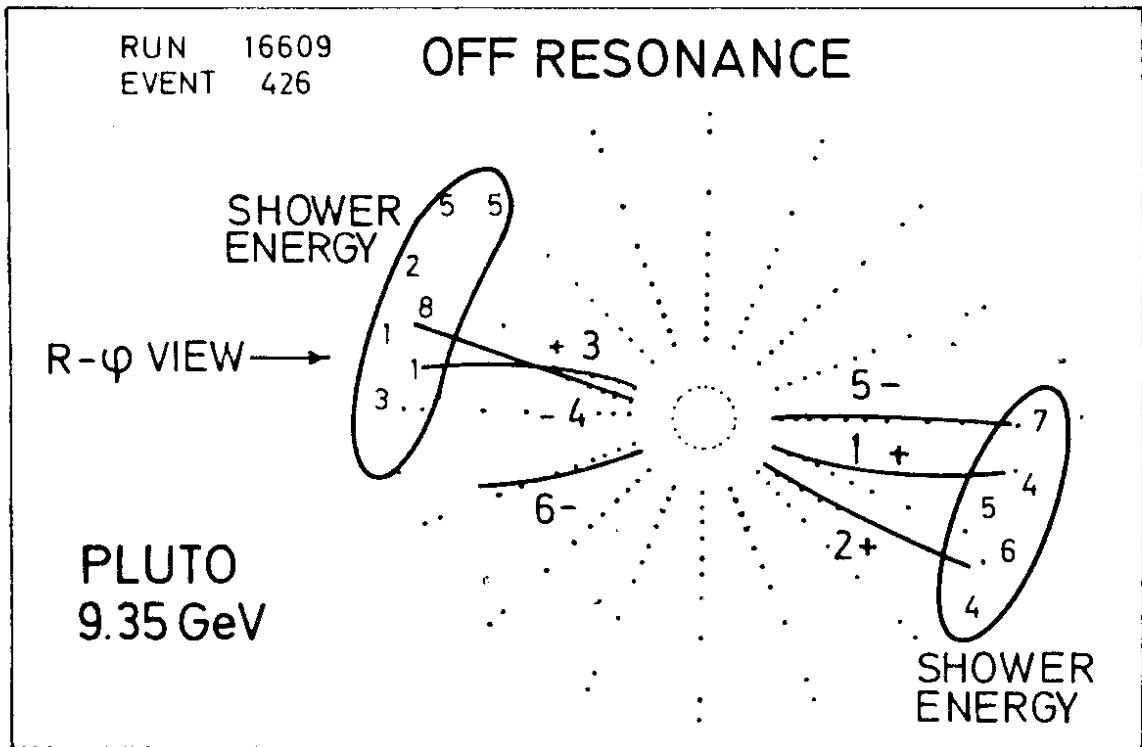 RUN 16609
EVENT 426
OFF RESONANCE
SHOWER
ENERGY
5 5
2
8
1
1
3
R-φ VIEW
+ 3
- 4
6-
5-
1 +
2+
7
4
5
6
4
PLUTO
9.35 GeV
SHOWER
ENERGY